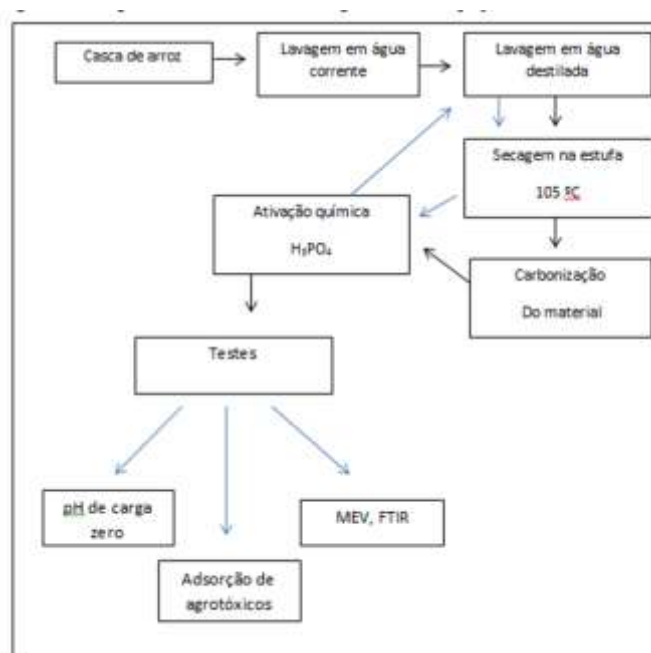 Casca de arroz
Lavagem em água
corrente
Lavagem em água
destilada
Secagem na estufa
105 ºC
Ativação química
H₃PO₄
Carbonização
Do material
Testes
pH de carga
zero
MEV, FTIR
Adsorção de
agrotóxicos